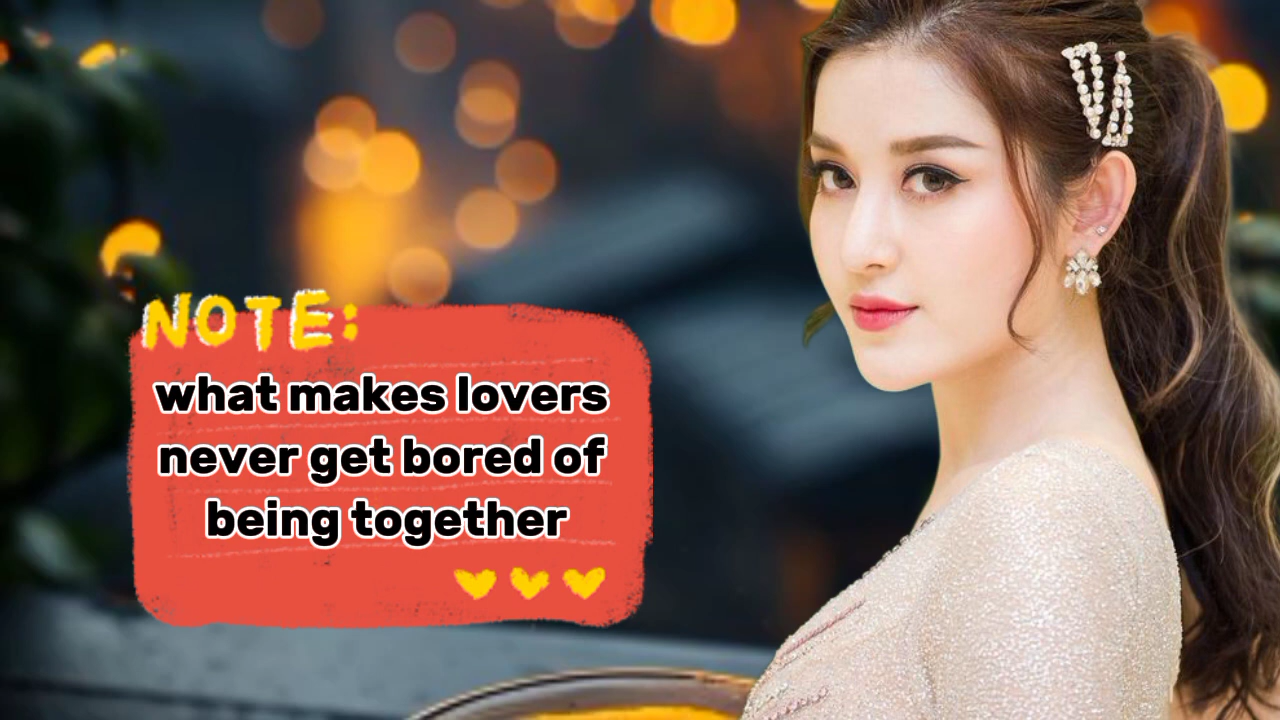 NOTE:
what makes lovers
never get bored of
being together